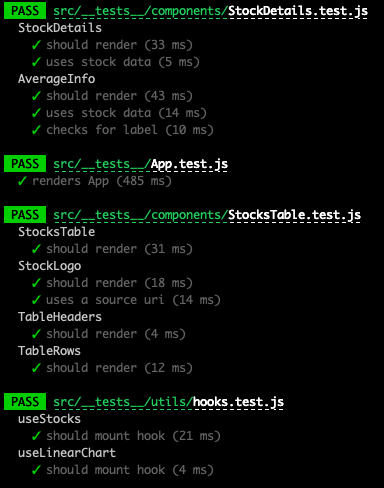 PASS src/__tests__/components/StockDetails.test.js
StockDetails
✓ should render (33 ms)
✓ uses stock data (5 ms)
AverageInfo
✓ should render (43 ms)
✓ uses stock data (14 ms)
✓ checks for label (10 ms)
PASS src/__tests__/App.test.js
✓ renders App (485 ms)
PASS src/__tests__/components/StocksTable.test.js
StocksTable
✓ should render (31 ms)
StockLogo
✓ should render (18 ms)
✓ uses a source uri (14 ms)
TableHeaders
✓ should render (4 ms)
TableRows
✓ should render (12 ms)
PASS src/__tests__/utils/hooks.test.js
useStocks
✓ should mount hook (21 ms)
useLinearChart
✓ should mount hook (4 ms)